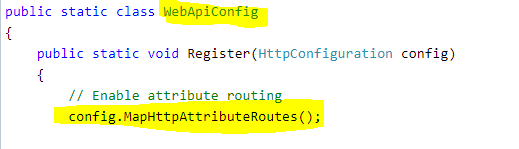 public static class WebApiConfig
{
public static void Register(HttpConfiguration config)
{
// Enable attribute routing
config.MapHttpAttributeRoutes();